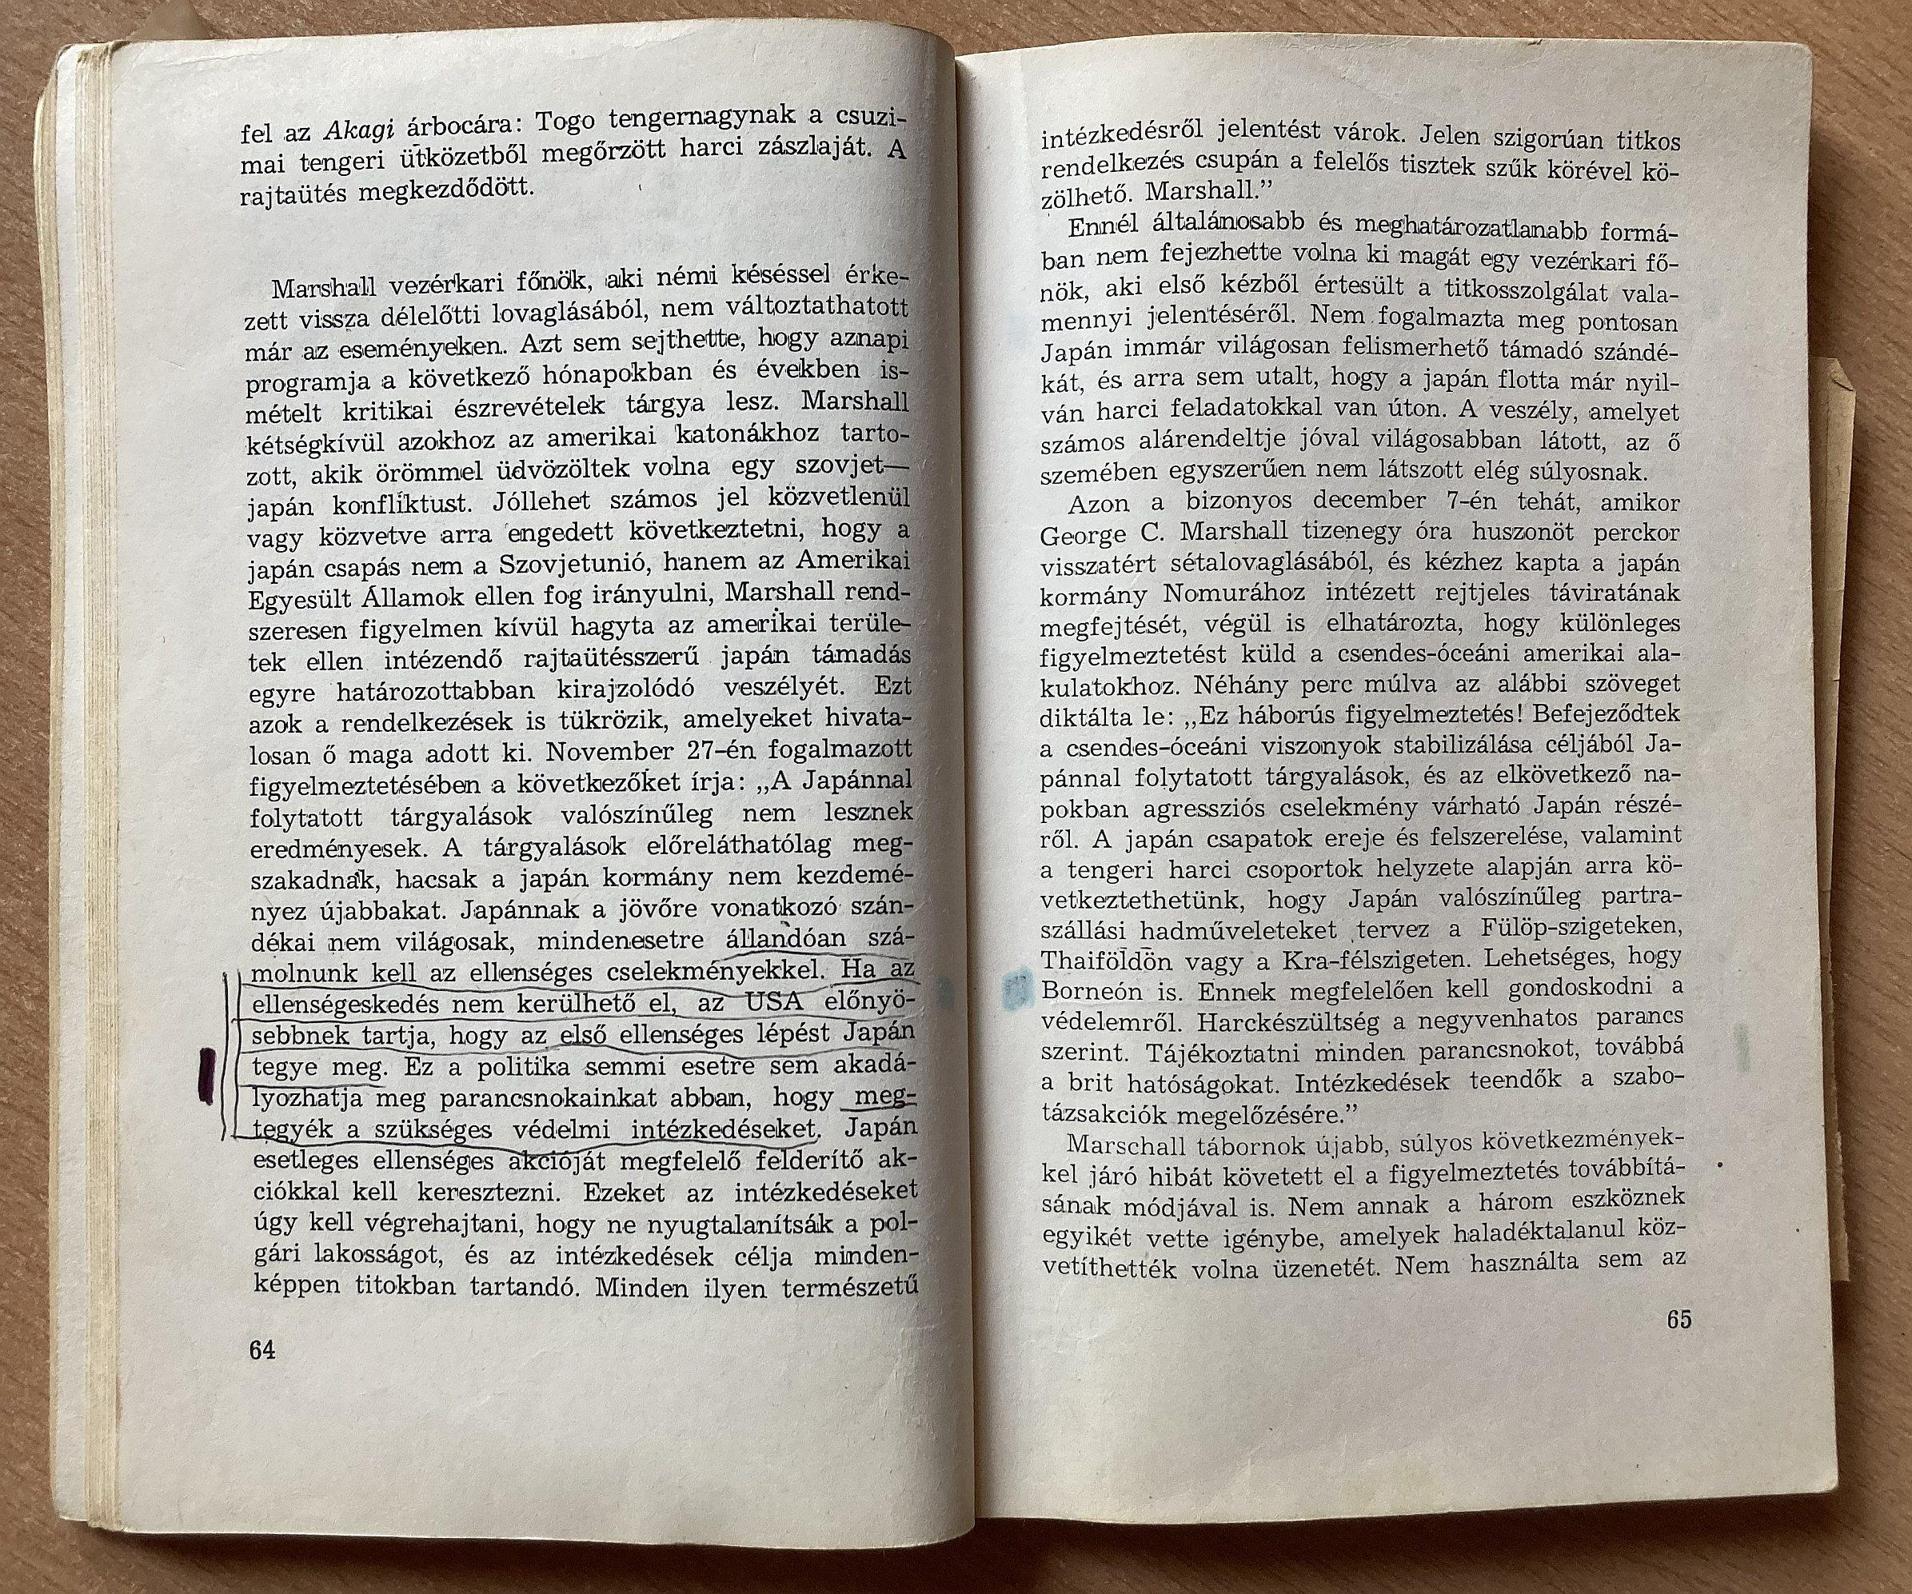 fel az Akagi árbocára: Togo tengernagynak a csuzi-
mai tengeri ütközetből megőrzött harci zászlaját. A
rajtaütés megkezdődött.
Marshall vezérkari főnök, aki némi késéssel érke-
zett vissza délelőtti lovaglásából, nem változtathatott
már az eseményeken. Azt sem sejthette, hogy aznapi
programja a következő hónapokban és években is-
mételt kritikai észrevételek tárgya lesz. Marshall
kétségkívül azokhoz az amerikai katonákhoz tarto-
zott, akik örömmel üdvözöltek volna egy szovjet—
japán konfliktust. Jóllehet számos jel közvetlenül
vagy közvetve arra engedett következtetni, hogy a
japán csapás nem a Szovjetunió, hanem az Amerikai
Egyesült Államok ellen fog irányulni, Marshall rend-
szeresen figyelmen kívül hagyta az amerikai terüle-
tek ellen intézendő rajtaütésszerű japán támadás
egyre határozottabban kirajzolódó veszélyét. Ezt
azok a rendelkezések is tükrözik, amelyeket hivata-
losan ő maga adott ki. November 27-én fogalmazott
figyelmeztetésében a következőket írja: „A Japánnal
folytatott tárgyalások valószínűleg nem lesznek
eredményesek. A tárgyalások előreláthatólag meg-
szakadnak, hacsak a japán kormány nem kezdemé-
nyez újabbakat. Japánnak a jövőre vonatkozó szán-
dékai nem világosak, mindenesetre állandóan szá-
molnunk kell az ellenséges cselekményekkel. Ha az
ellenségeskedés nem kerülhető el, az USA előnyö-
sebbnek tartja, hogy az első ellenséges lépést Japán
tegye meg. Ez a politika semmi esetre sem akadá-
lyozhatja meg parancsnokainkat abban, hogy meg-
tegyék a szükséges védelmi intézkedéseket. Japán
esetleges ellenséges akcióját megfelelő felderítő ak-
ciókkal kell keresztezni. Ezeket az intézkedéseket
úgy kell végrehajtani, hogy ne nyugtalanítsák a pol-
gári lakosságot, és az intézkedések célja minden-
képpen titokban tartandó. Minden ilyen természetű
64
intézkedésről jelentést várok. Jelen szigorúan titkos
rendelkezés csupán a felelős tisztek szűk körével kö-
zölhető. Marshall.”
Ennél általánosabb és meghatározatlanabb formá-
ban nem fejezhette volna ki magát egy vezérkari fő-
nök, aki első kézből értesült a titkosszolgálat vala-
mennyi jelentéséről. Nem fogalmazta meg pontosan
Japán immár világosan felismerhető támadó szándé-
kát, és arra sem utalt, hogy a japán flotta már nyil-
ván harci feladatokkal van úton. A veszély, amelyet
számos alárendeltje jóval világosabban látott, az ő
szemében egyszerűen nem látszott elég súlyosnak.
Azon a bizonyos december 7-én tehát, amikor
George C. Marshall tizenegy óra huszonöt perckor
visszatért sétalovaglásából, és kézhez kapta a japán
kormány Nomurához intézett rejtjeles táviratának
megfejtését, végül is elhatározta, hogy különleges
figyelmeztetést küld a csendes-óceáni amerikai ala-
kulatokhoz. Néhány perc múlva az alábbi szöveget
diktálta le: „Ez háborús figyelmeztetés! Befejeződtek
a csendes-óceáni viszonyok stabilizálása céljából Ja-
pánnal folytatott tárgyalások, és az elkövetkező na-
pokban agressziós cselekmény várható Japán részé-
ről. A japán csapatok ereje és felszerelése, valamint
a tengeri harci csoportok helyzete alapján arra kö-
vetkeztethetünk, hogy Japán valószínűleg partra-
szállási hadműveleteket tervez a Fülöp-szigeteken,
Thaiföldön vagy a Kra-félszigeten. Lehetséges, hogy
Borneón is. Ennek megfelelően kell gondoskodni a
védelemről. Harckészültség a negyvenhatos parancs
szerint. Tájékoztatni minden parancsnokot, továbbá
a brit hatóságokat. Intézkedések teendők a szabo-
tázsakciók megelőzésére.”
Marschall tábornok újabb, súlyos következmények-
kel járó hibát követett el a figyelmeztetés továbbítá-
sának módjával is. Nem annak a három eszköznek
egyikét vette igénybe, amelyek haladéktalanul köz-
vetíthették volna üzenetét. Nem használta sem az
65